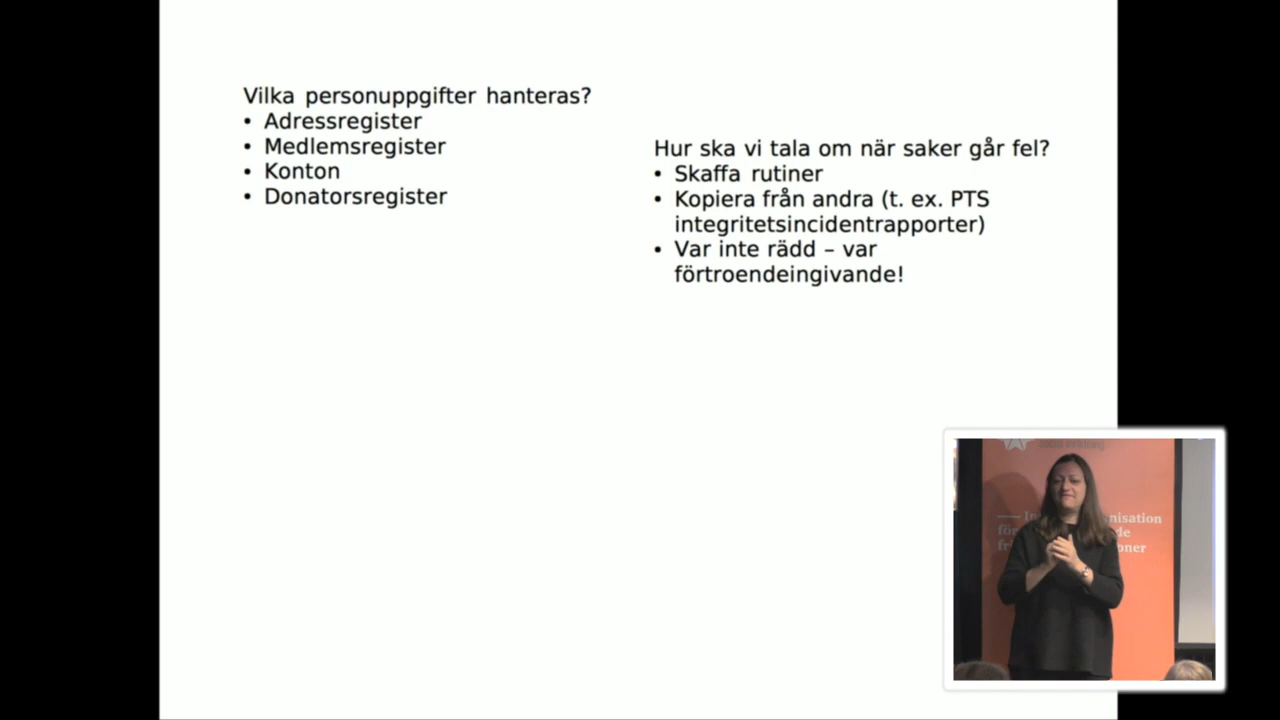 Vilka personuppgifter hanteras?
• Adressregister
• Medlemsregister
• Konton
• Donatorsregister
Hur ska vi tala om när saker går fel?
• Skaffa rutiner
• Kopiera från andra (t. ex. PTS
integritetsincidentrapporter)
• Var inte rädd – var
förtroendeingivande!